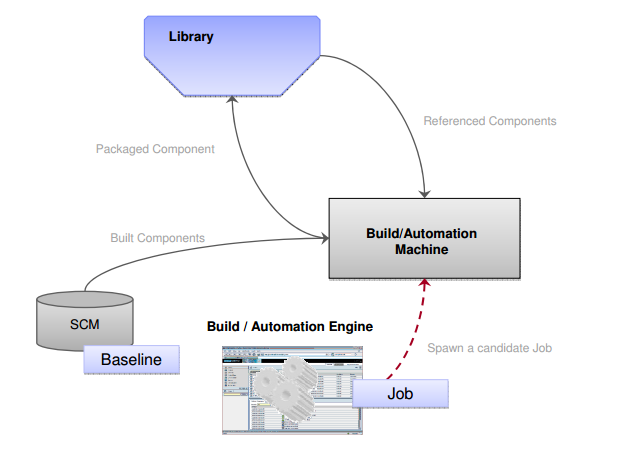 Library
Referenced Components
Packaged Component
Build/Automation
Machine
Built Components
SCM
Baseline
Build / Automation Engine
Spawn a candidate Job
Job